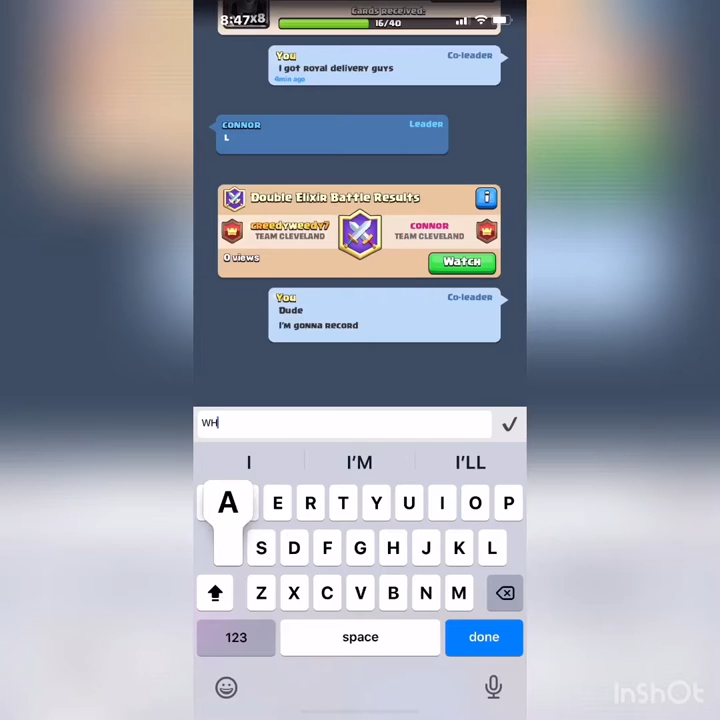 Cards received:
8:47
x8
16/40
You
Co-leader
I got royal delivery guys
4min ago
CONNOR
Leader
L
Double Elixir Battle Results
i
GREEDYWEEDY7
TEAM CLEVELAND
CONNOR
TEAM CLEVELAND
0 views
Watch
You
Co-leader
Dude
I'M GONNA RECORD
WH
I
I'M
I'LL
A E R T Y U I O P
S D F G H J K L
Z X C V B N M
123
space
done
InShOt